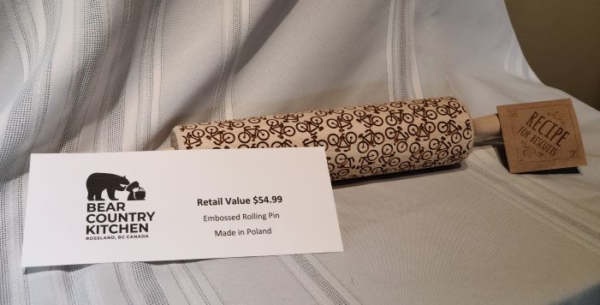 BEAR
COUNTRY
KITCHEN
ROSSLAND, BC CANADA
Retail Value $54.99
Embossed Rolling Pin
Made in Poland
RECIPE
FOR BISCUITS